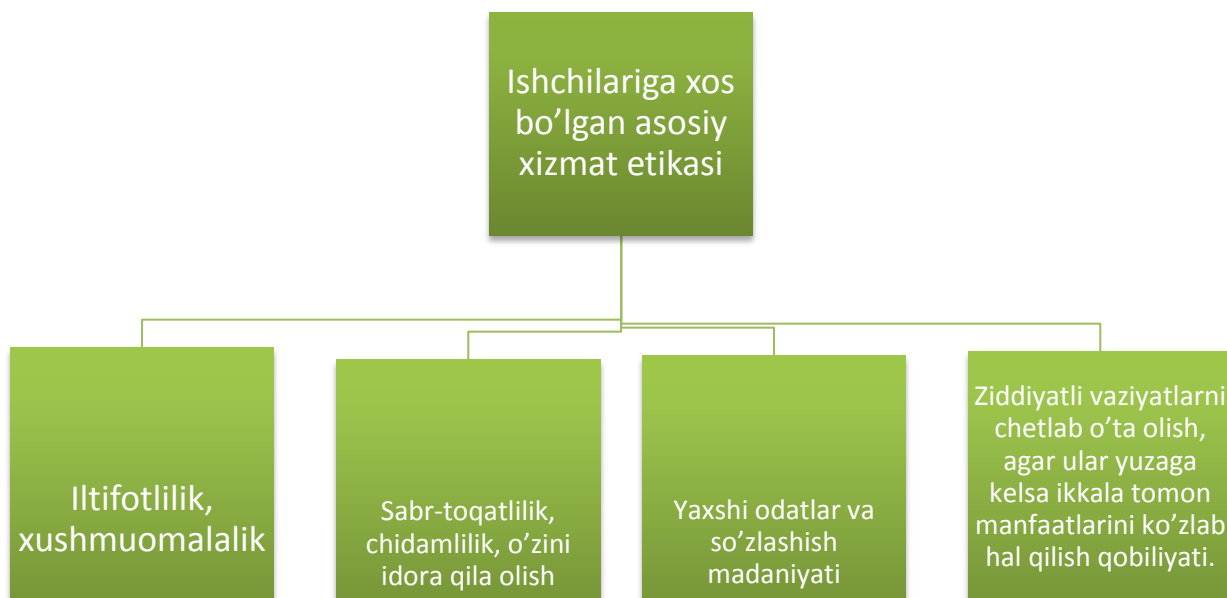 Ishchilariga xos
bo’lgan asosiy
xizmat etikasi
Iltifotlilik,
xushmuomalalik
Sabr-toqatlilik,
chidamlilik, o’zini
idora qila olish
Yaxshi odatlar va
so’zlashish
madaniyati
Ziddiyatli vaziyatlarni
chetlab o’ta olish,
agar ular yuzaga
kelsa ikkala tomon
manfaatlarini ko’zlab
hal qilish qobiliyati.